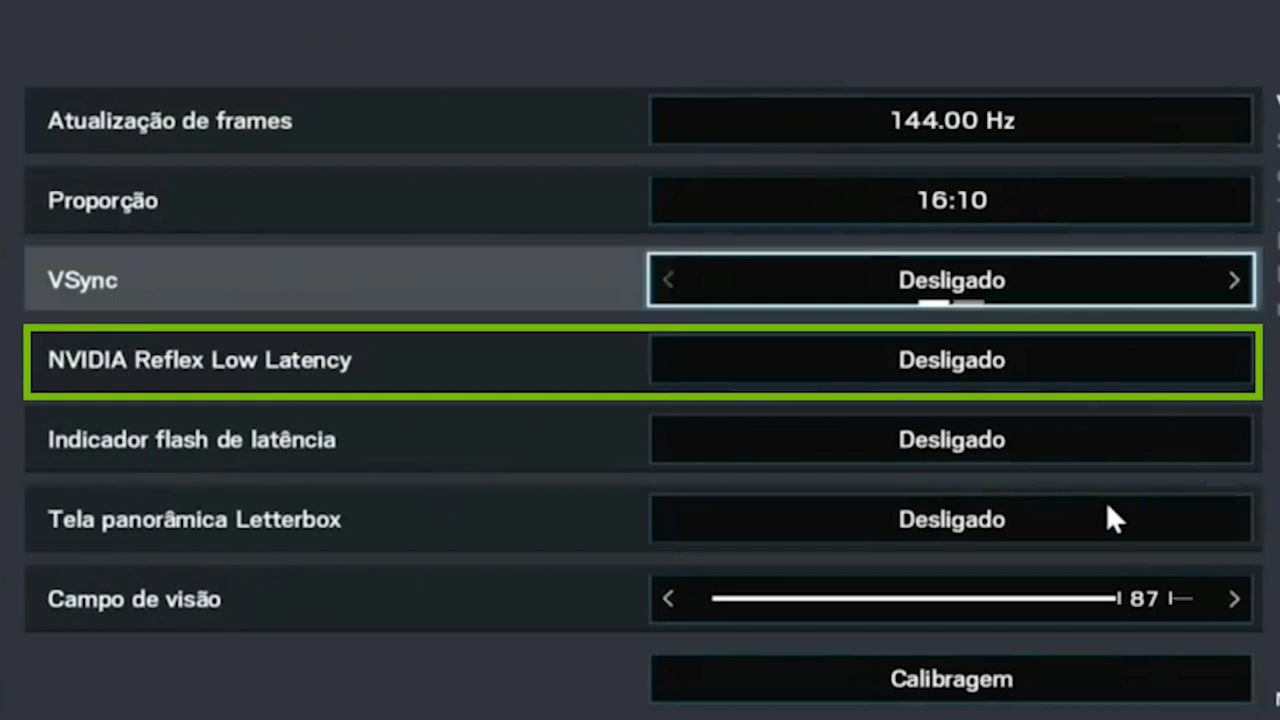 Atualização de frames 144.00 Hz
Proporção 16:10
VSync Desligado
NVIDIA Reflex Low Latency Desligado
Indicador flash de latência Desligado
Tela panorâmica Letterbox Desligado
Campo de visão 87
Calibragem